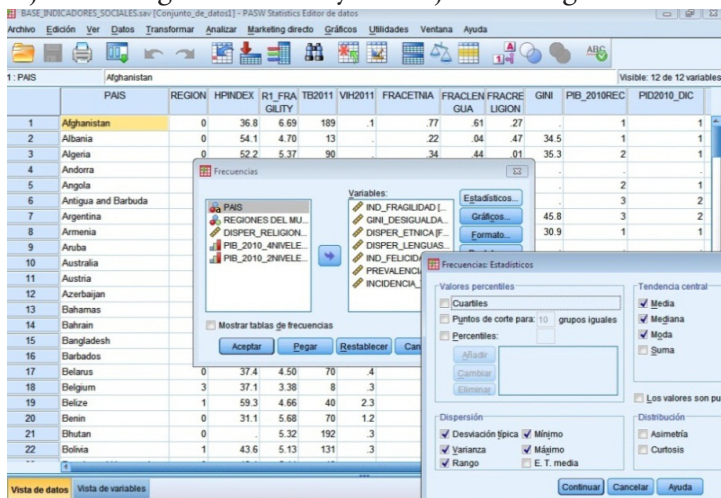 BASE_INDICADORES_SOCIALES.sav [Conjunto_de_datos1] - PASW Statistics Editor de datos
Archivo Edición Ver Datos Transformar Analizar Marketing directo Gráficos Utilidades Ventana Ayuda
1 : PAIS Afghanistan Visible: 12 de 12 variables
PAIS REGION HPINDEX R1_FRAGILITY TB2011 VIH2011 FRACETNIA FRACLENGUA FRACRELIGION GINI PIB_2010REC PID2010_DIC
1 Afghanistan 0 36.8 6.69 189 .1 .77 .61 .27 . 1 1
2 Albania 0 54.1 4.70 13 . .22 .04 .47 34.5 1 1
3 Algeria 0 52.2 5.37 90 . .34 .44 .01 35.3 2 1
4 Andorra
5 Angola 2 1
6 Antigua and Barbuda 3 2
7 Argentina 45.8 3 2
8 Armenia 30.9 1 1
9 Aruba
10 Australia
11 Austria
12 Azerbaijan
13 Bahamas
14 Bahrain
15 Bangladesh
16 Barbados
17 Belarus 0 37.4 4.50 70 .4
18 Belgium 3 37.1 3.38 8 .3
19 Belize 1 59.3 4.66 40 2.3
20 Benin 0 31.1 5.68 70 1.2
21 Bhutan 0 . 5.32 192 .3
22 Bolivia 1 43.6 5.13 131 .3
Vista de datos Vista de variables
Frecuencias
PAIS
REGIONES DEL MU...
DISPER_RELIGION...
PIB_2010_4NIVELE...
PIB_2010_2NIVELE...
Variables:
IND_FRAGILIDAD [...
GINI_DESIGUALDA...
DISPER_ETNICA [F...
DISPER_LENGUAS...
IND_FELICIDA
PREVALENCI
INCIDENCIA_
Estadísticos...
Gráficos...
Formato...
Mostrar tablas de frecuencias
Aceptar Pegar Restablecer Can
Frecuencias: Estadísticos
Valores percentiles
Cuartiles
Puntos de corte para: 10 grupos iguales
Percentiles:
Añadir
Cambiar
Eliminar
Tendencia central
Media
Mediana
Moda
Suma
Los valores son pu
Dispersión
Desviación típica Mínimo
Varianza Máximo
Rango E. T. media
Distribución
Asimetría
Curtosis
Continuar Cancelar Ayuda